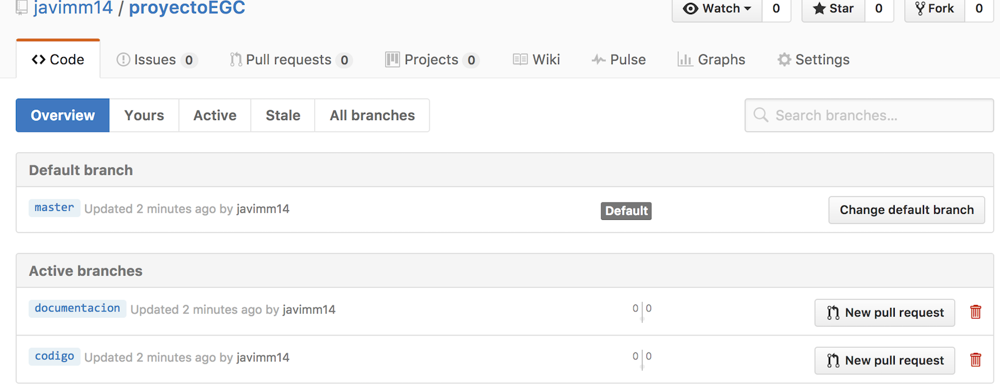 javimm14 / proyectoEGC
Watch 0 Star 0 Fork 0
Code Issues 0 Pull requests 0 Projects 0 Wiki Pulse Graphs Settings
Overview Yours Active Stale All branches Search branches...
Default branch
master Updated 2 minutes ago by javimm14 Default Change default branch
Active branches
documentacion Updated 2 minutes ago by javimm14 0 0 New pull request
codigo Updated 2 minutes ago by javimm14 0 0 New pull request